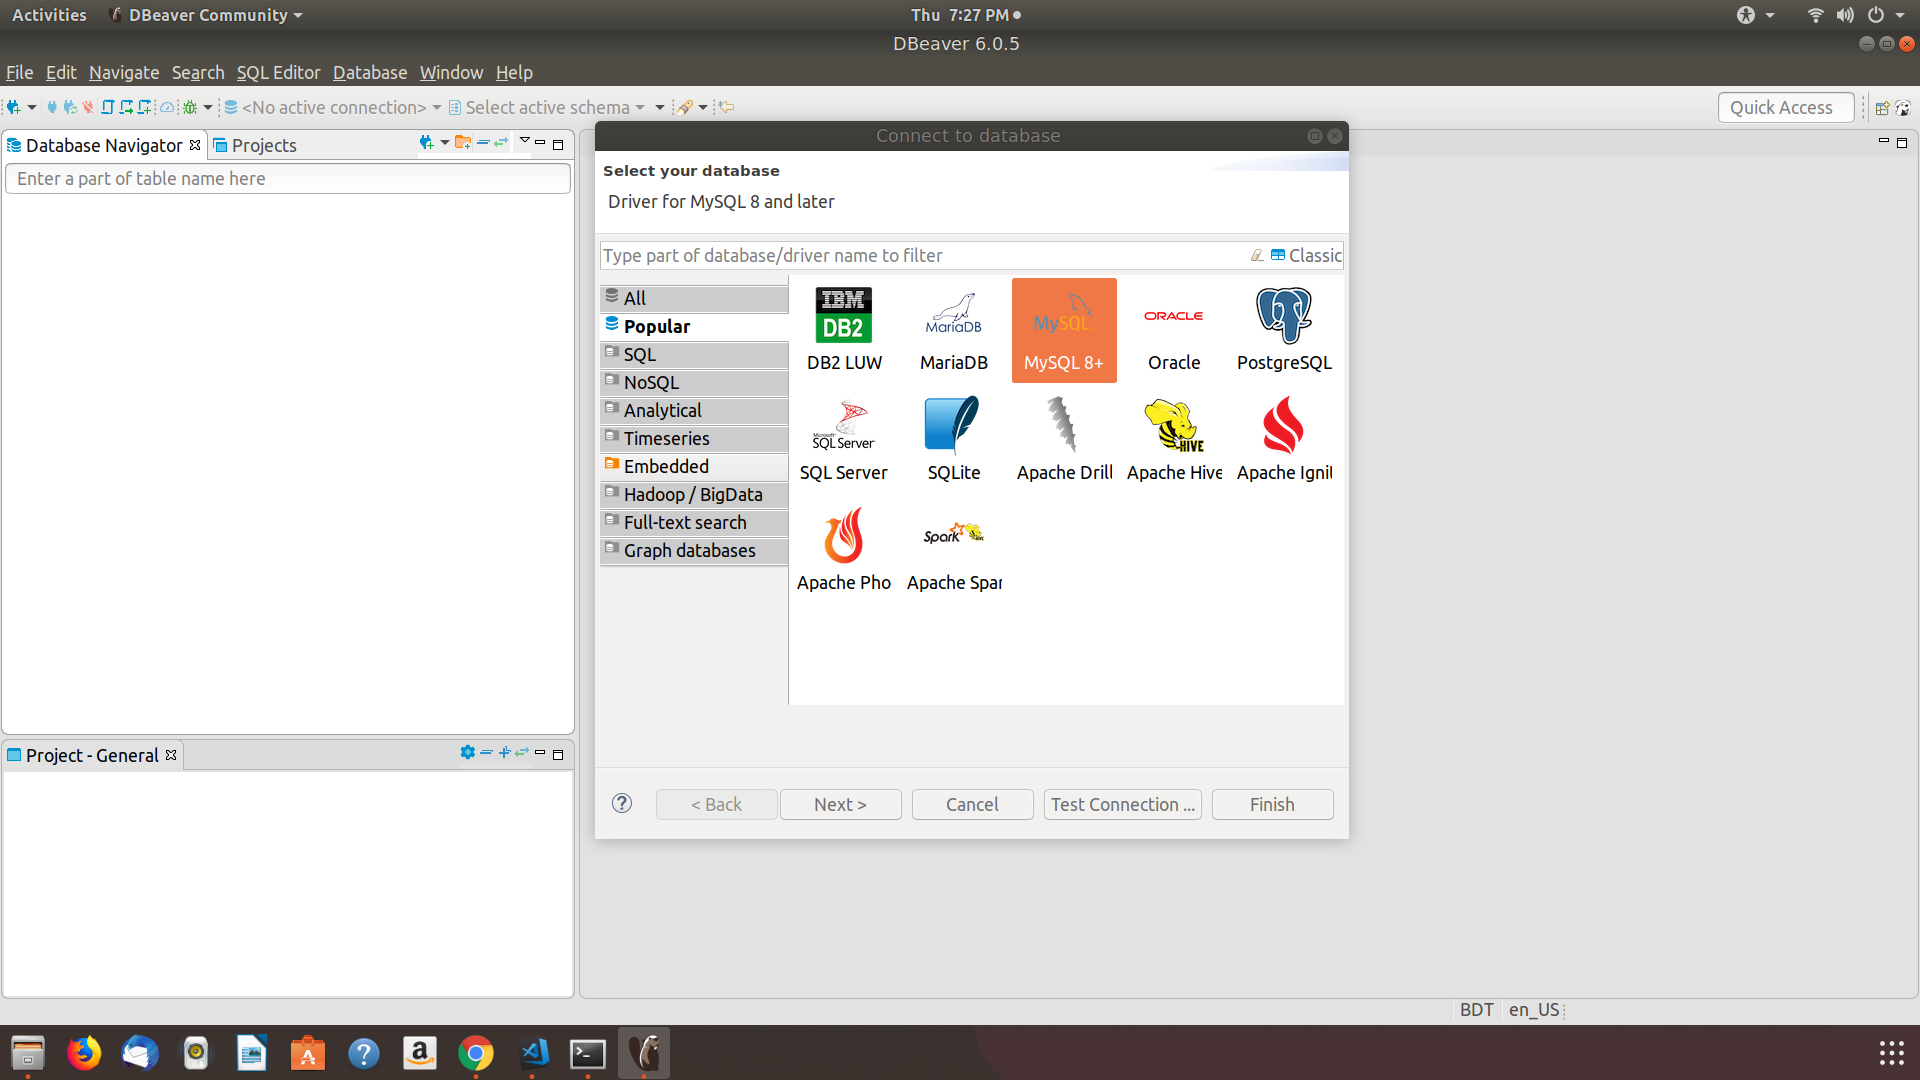 Activities DBeaver Community Thu 7:27 PM
DBeaver 6.0.5
File Edit Navigate Search SQL Editor Database Window Help
<No active connection> Select active schema Quick Access
Database Navigator Projects
Enter a part of table name here
Connect to database
Select your database
Driver for MySQL 8 and later
Type part of database/driver name to filter Classic
All
Popular
SQL
NoSQL
Analytical
Timeseries
Embedded
Hadoop / BigData
Full-text search
Graph databases
IBM
DB2
MariaDB
MySQL
ORACLE
DB2 LUW MariaDB MySQL 8+ Oracle PostgreSQL
Microsoft
SQL Server
HIVE
SQL Server SQLite Apache Drill Apache Hive Apache Ignit
Spark
Apache Pho Apache Spar
? < Back Next > Cancel Test Connection ... Finish
Project - General
BDT en_US